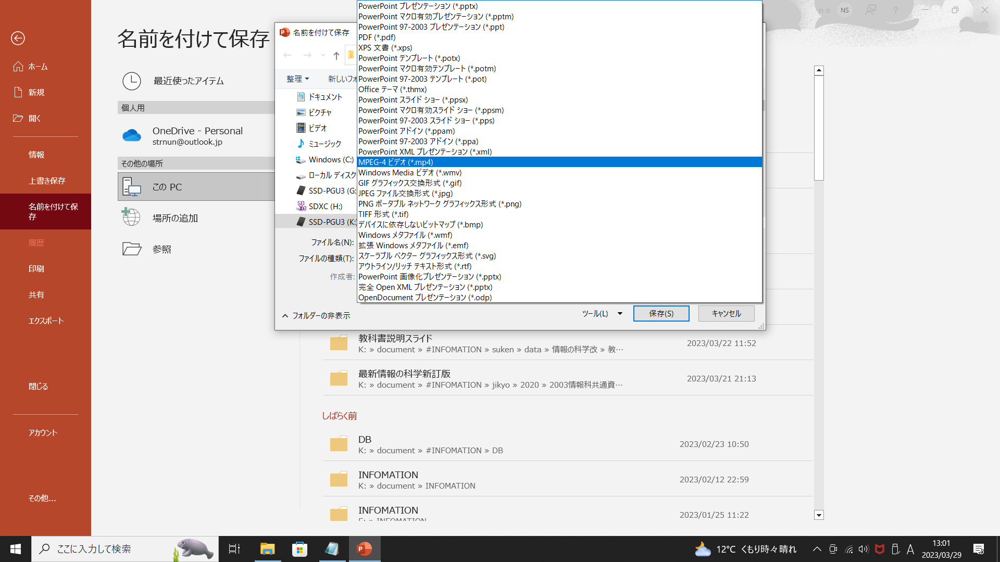 名前を付けて保存
ホーム
新規
開く
情報
上書き保存
名前を付けて保
存
履歴
印刷
共有
エクスポート
閉じる
アカウント
その他...
最近使ったアイテム
個人用
OneDrive - Personal
strnun@outlook.jp
その他の場所
この PC
場所の追加
参照
n s
NS
?
名前を付けて保存
整理
新しいフォ
ドキュメント
ピクチャ
ビデオ
ミュージック
Windows (C:)
ローカル ディスク
SSD-PGU3 (G:
SDXC (H:)
SSD-PGU3 (K:
ファイル名(N):
ファイルの種類(T):
作成者:
PowerPoint プレゼンテーション (*.pptx)
PowerPoint マクロ有効プレゼンテーション (*.pptm)
PowerPoint 97-2003 プレゼンテーション (*.ppt)
PDF (*.pdf)
XPS 文書 (*.xps)
PowerPoint テンプレート (*.potx)
PowerPoint マクロ有効テンプレート (*.potm)
PowerPoint 97-2003 テンプレート (*.pot)
Office テーマ (*.thmx)
PowerPoint スライド ショー (*.ppsx)
PowerPoint マクロ有効スライド ショー (*.ppsm)
PowerPoint 97-2003 スライド ショー (*.pps)
PowerPoint アドイン (*.ppam)
PowerPoint 97-2003 アドイン (*.ppa)
PowerPoint XML プレゼンテーション (*.xml)
MPEG-4 ビデオ (*.mp4)
Windows Media ビデオ (*.wmv)
GIF グラフィックス交換形式 (*.gif)
JPEG ファイル交換形式 (*.jpg)
PNG ポータブル ネットワーク グラフィックス形式 (*.png)
TIFF 形式 (*.tif)
デバイスに依存しないビットマップ (*.bmp)
Windows メタファイル (*.wmf)
拡張 Windows メタファイル (*.emf)
スケーラブル ベクター グラフィックス形式 (*.svg)
アウトライン/リッチ テキスト形式 (*.rtf)
PowerPoint 画像化プレゼンテーション (*.pptx)
完全 Open XML プレゼンテーション (*.pptx)
OpenDocument プレゼンテーション (*.odp)
フォルダーの非表示
ツール(L)
保存(S)
キャンセル
教科書説明スライド
K: » document » #INFOMATION » suken » data » 情報の科学改 » 教…
2023/03/22 11:52
最新情報の科学新訂版
K: » document » #INFOMATION » jikyo » 2020 » 2003情報科共通資…
2023/03/21 21:13
しばらく前
DB
K: » document » #INFOMATION » DB
2023/02/23 10:50
INFOMATION
K: » document » INFOMATION
2023/02/12 22:59
INFOMATION
2023/01/25 11:22
ここに入力して検索
12°C くもり時々晴れ
A
13:01
2023/03/29